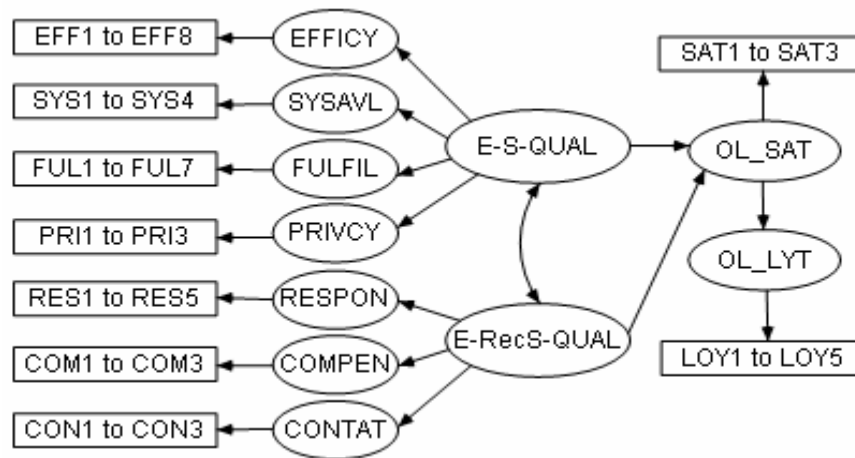 EFF1 to EFF8
EFFICY
SAT1 to SAT3
SYS1 to SYS4
SYSAVL
E-S-QUAL
OL_SAT
FUL1 to FUL7
FULFIL
PRI1 to PRI3
PRIVCY
OL_LYT
RES1 to RES5
RESPON
E-RecS-QUAL
COM1 to COM3
COMPEN
LOY1 to LOY5
CON1 to CON3
CONTAT